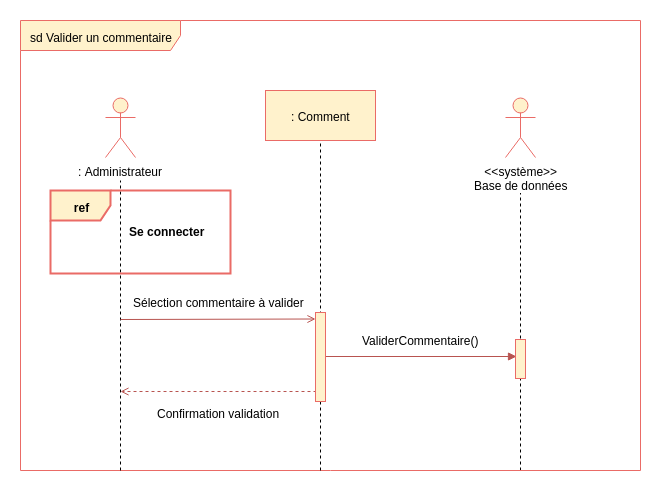 sd Valider un commentaire
: Administrateur
: Comment
<<système>>
Base de données
ref
Se connecter
Sélection commentaire à valider
ValiderCommentaire()
Confirmation validation